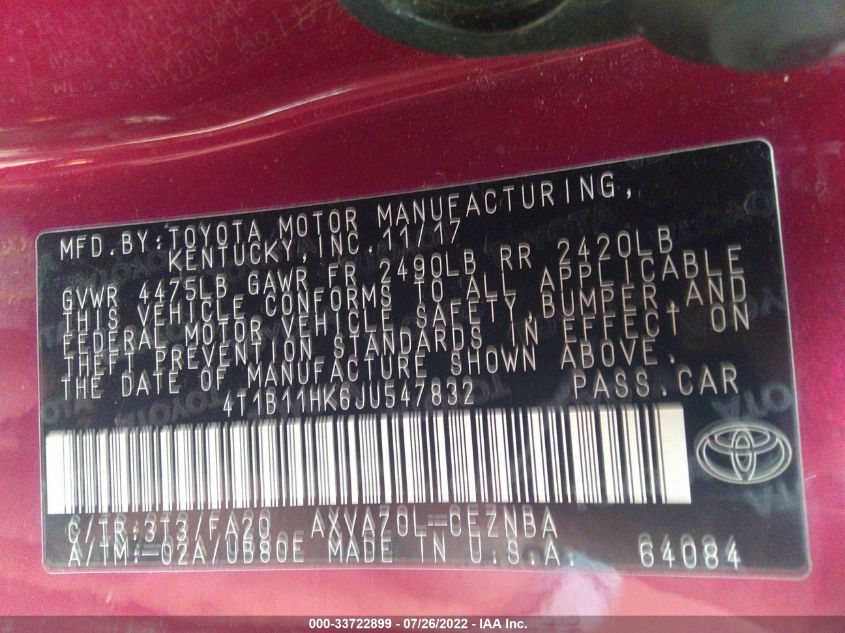 MFD.BY:TOYOTA MOTOR MANUFACTURING,
KENTUCKY,INC.11/17
GVWR 4475LB GAWR FR 2490LB RR 2420LB
THIS VEHICLE CONFORMS TO ALL APPLICABLE
FEDERAL MOTOR VEHICLE SAFETY,BUMPER AND
THEFT PREVENTION STANDARDS IN EFFECT ON
THE DATE OF MANUFACTURE SHOWN ABOVE.
4T1B11HK6JU547832 PASS.CAR
C/TR:3T3/FA20 AXVA70L-CEZNBA
A/TM:-02A/UB80E MADE IN U.S.A. 64084
000-33722899 - 07/26/2022 - IAA Inc.